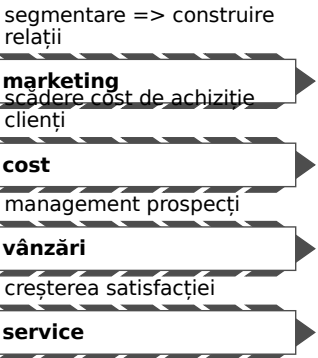 segmentare => construire
relații
marketing
scădere cost de achiziție
clienți
cost
management prospecți
vânzări
creșterea satisfacției
service